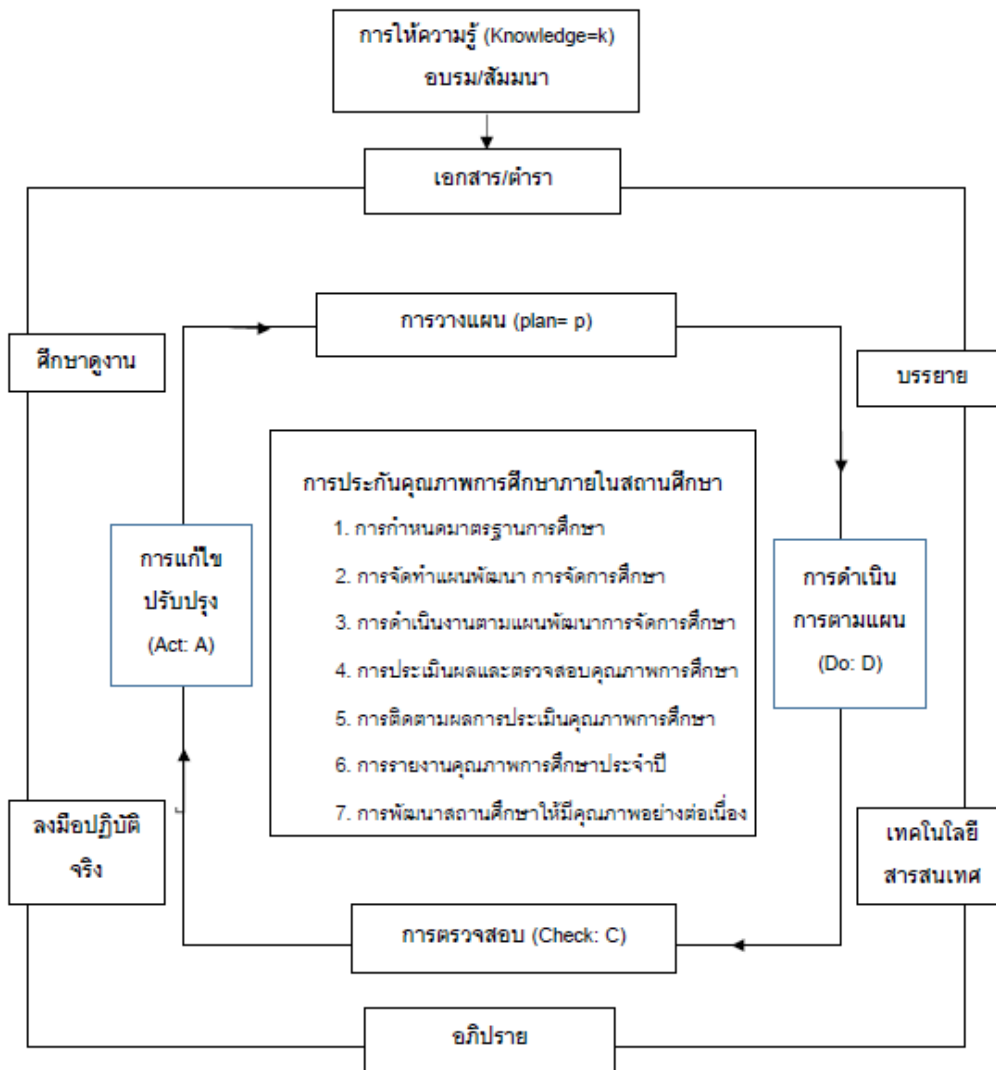 การให้ความรู้ (Knowledge=k)
อบรม/สัมมนา
เอกสาร/ตำรา
การวางแผน (plan= p)
ศึกษาดูงาน
บรรยาย
การประกันคุณภาพการศึกษาภายในสถานศึกษา
1. การกำหนดมาตรฐานการศึกษา
2. การจัดทำแผนพัฒนา การจัดการศึกษา
3. การดำเนินงานตามแผนพัฒนาการจัดการศึกษา
4. การประเมินผลและตรวจสอบคุณภาพการศึกษา
5. การติดตามผลการประเมินคุณภาพการศึกษา
6. การรายงานคุณภาพการศึกษาประจำปี
7. การพัฒนาสถานศึกษาให้มีคุณภาพอย่างต่อเนื่อง
การแก้ไข
ปรับปรุง
(Act: A)
การดำเนิน
การตามแผน
(Do: D)
ลงมือปฏิบัติ
จริง
เทคโนโลยี
สารสนเทศ
การตรวจสอบ (Check: C)
อภิปราย